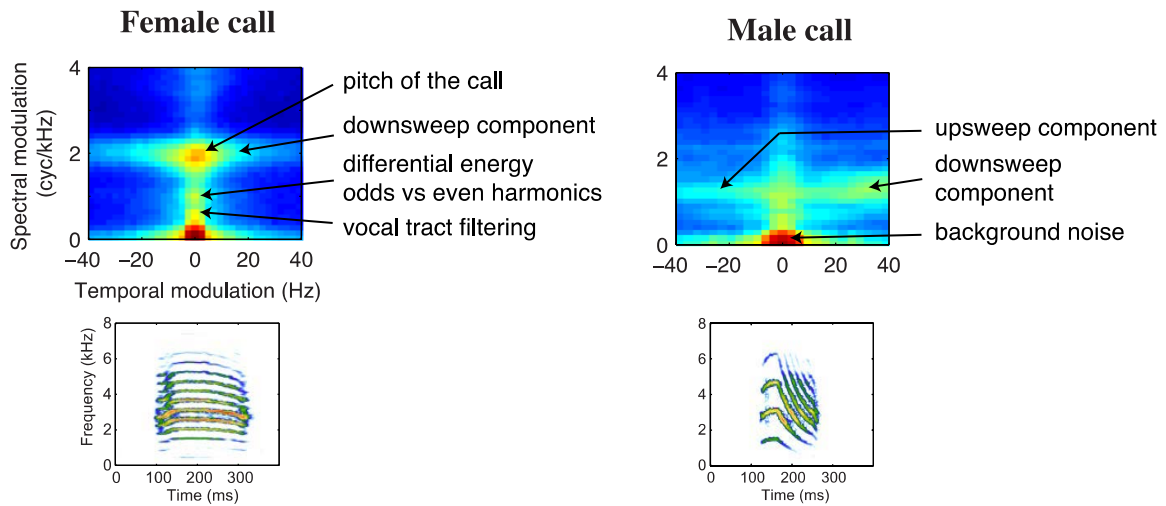 Female call
Spectral modulation
(cyc/kHz)
4
2
0
−40
−20
0
20
40
Temporal modulation (Hz)
pitch of the call
downsweep component
differential energy
odds vs even harmonics
vocal tract filtering
Male call
4
2
0
−40
−20
0
20
40
upsweep component
downsweep
component
background noise
Frequency (kHz)
8
6
4
2
0
0
100
200
300
Time (ms)
8
6
4
2
0
0
100
200
300
Time (ms)